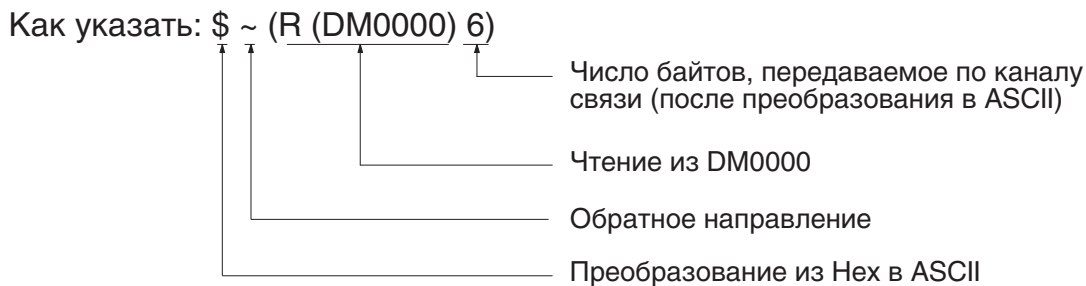 Как указать: $ ~ (R (DM0000) 6)
Число байтов, передаваемое по каналу
связи (после преобразования в ASCII)
Чтение из DM0000
Обратное направление
Преобразование из Hex в ASCII